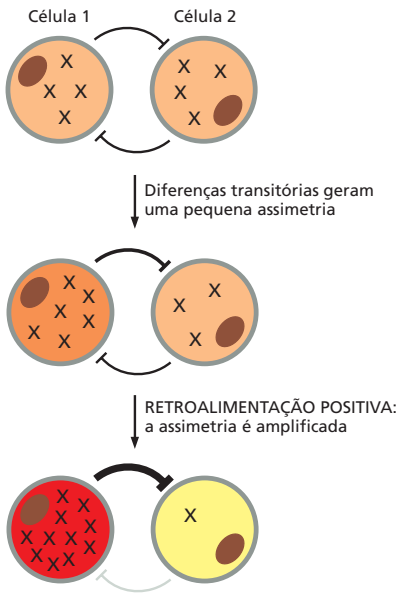 Célula 1 Célula 2
X X X X X X X X
Diferenças transitórias geram
uma pequena assimetria
X X X X X X X X X
RETROALIMENTAÇÃO POSITIVA:
a assimetria é amplificada
X X X X X X X X X X X X